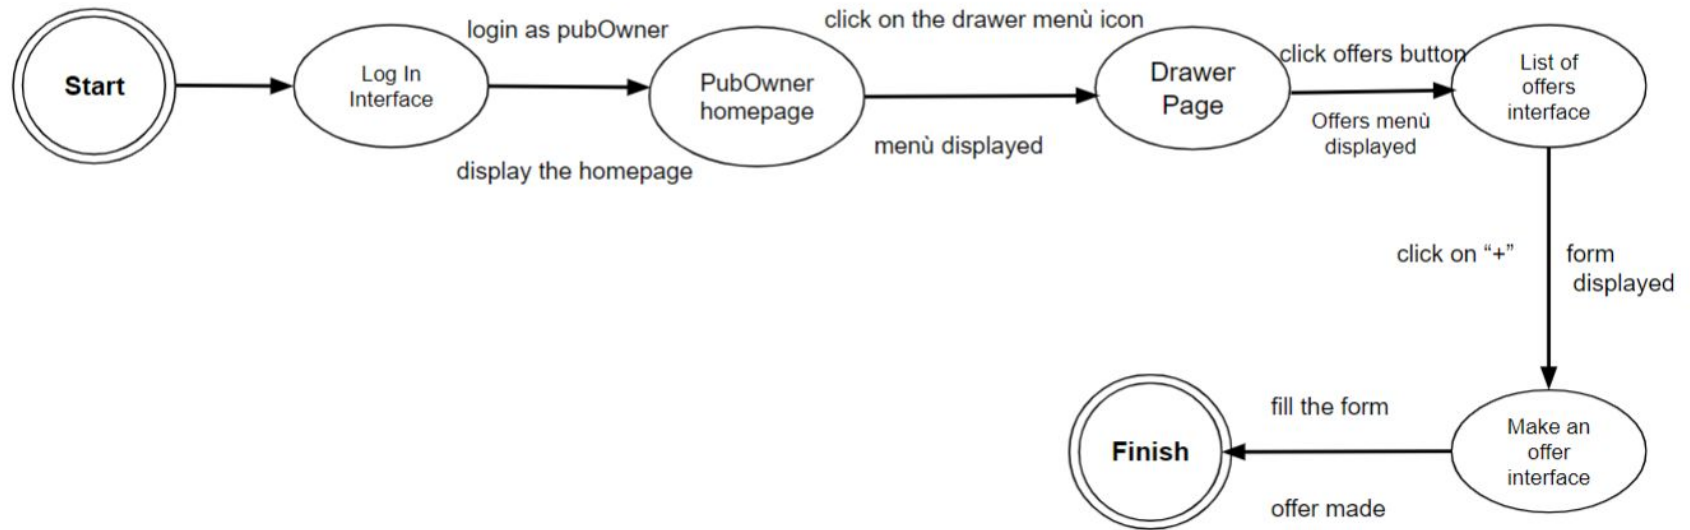 Start
Log In
Interface
login as pubOwner
display the homepage
PubOwner
homepage
click on the drawer menù icon
menù displayed
Drawer
Page
click offers button
Offers menù
displayed
List of
offers
interface
click on “+”
form
displayed
Make an
offer
interface
fill the form
offer made
Finish